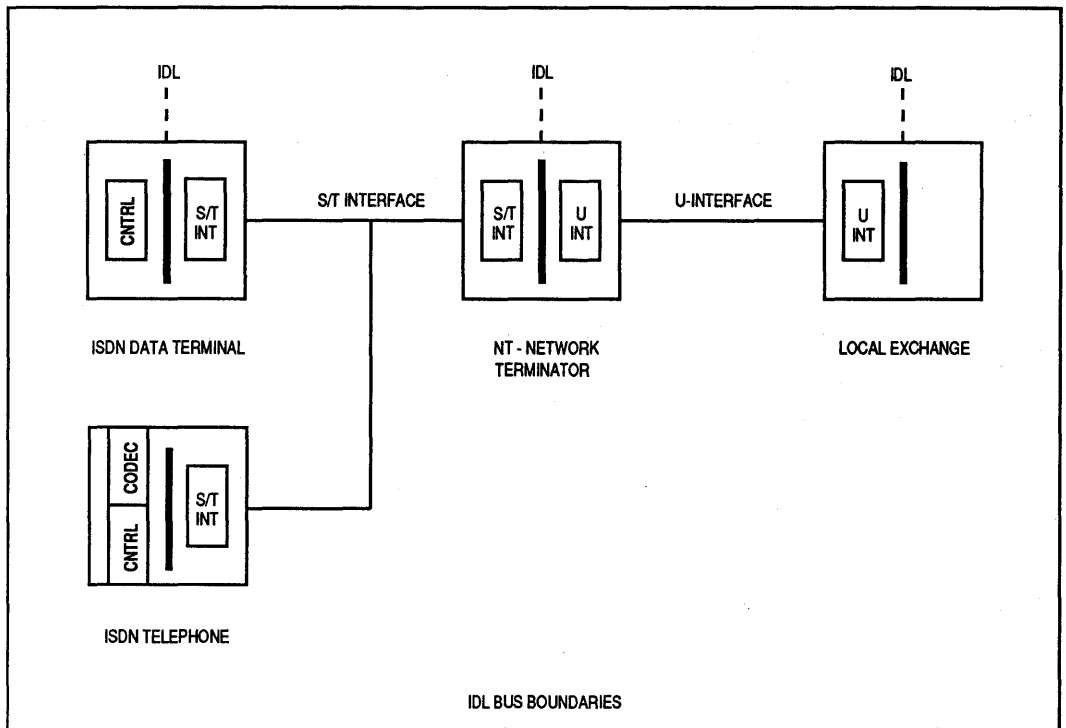 IDL
IDL
IDL
CNTRL
S/T
INT
S/T INTERFACE
S/T
INT
U
INT
U-INTERFACE
U
INT
ISDN DATA TERMINAL
NT - NETWORK
TERMINATOR
LOCAL EXCHANGE
CODEC
CNTRL
S/T
INT
ISDN TELEPHONE
IDL BUS BOUNDARIES